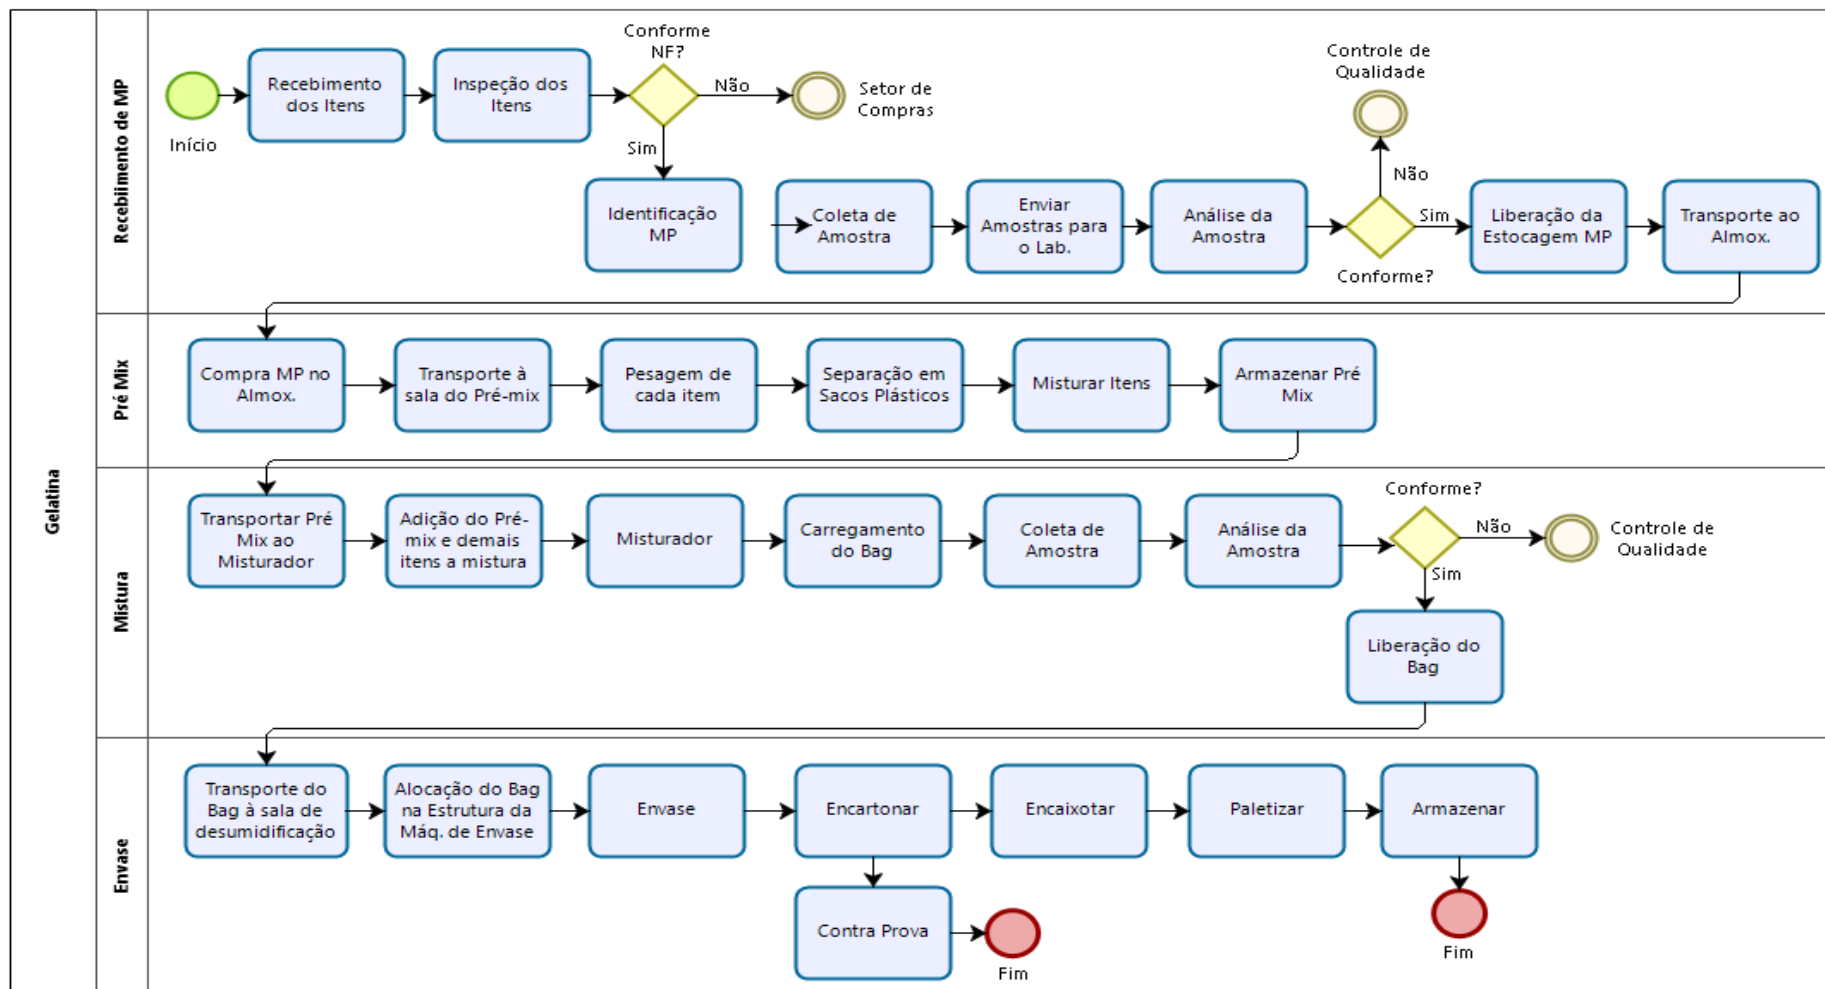 Gelatina
Recebiimento de MP
Início
Recebimento
dos Itens
Inspeção dos
Itens
Conforme
NF?
Não
Setor de
Compras
Sim
Identificação
MP
Coleta de
Amostra
Enviar
Amostras para
o Lab.
Análise da
Amostra
Controle de
Qualidade
Não
Conforme?
Sim
Liberação da
Estocagem MP
Transporte ao
Almox.
Pré Mix
Compra MP no
Almox.
Transporte à
sala do Pré-mix
Pesagem de
cada item
Separação em
Sacos Plásticos
Misturar Itens
Armazenar Pré
Mix
Mistura
Transportar Pré
Mix ao
Misturador
Adição do Pré-
mix e demais
itens a mistura
Misturador
Carregamento
do Bag
Coleta de
Amostra
Análise da
Amostra
Conforme?
Não
Controle de
Qualidade
Sim
Liberação do
Bag
Envase
Transporte do
Bag à sala de
desumidificação
Alocação do Bag
na Estrutura da
Máq. de Envase
Envase
Encartonar
Encaixotar
Paletizar
Armazenar
Contra Prova
Fim
Fim